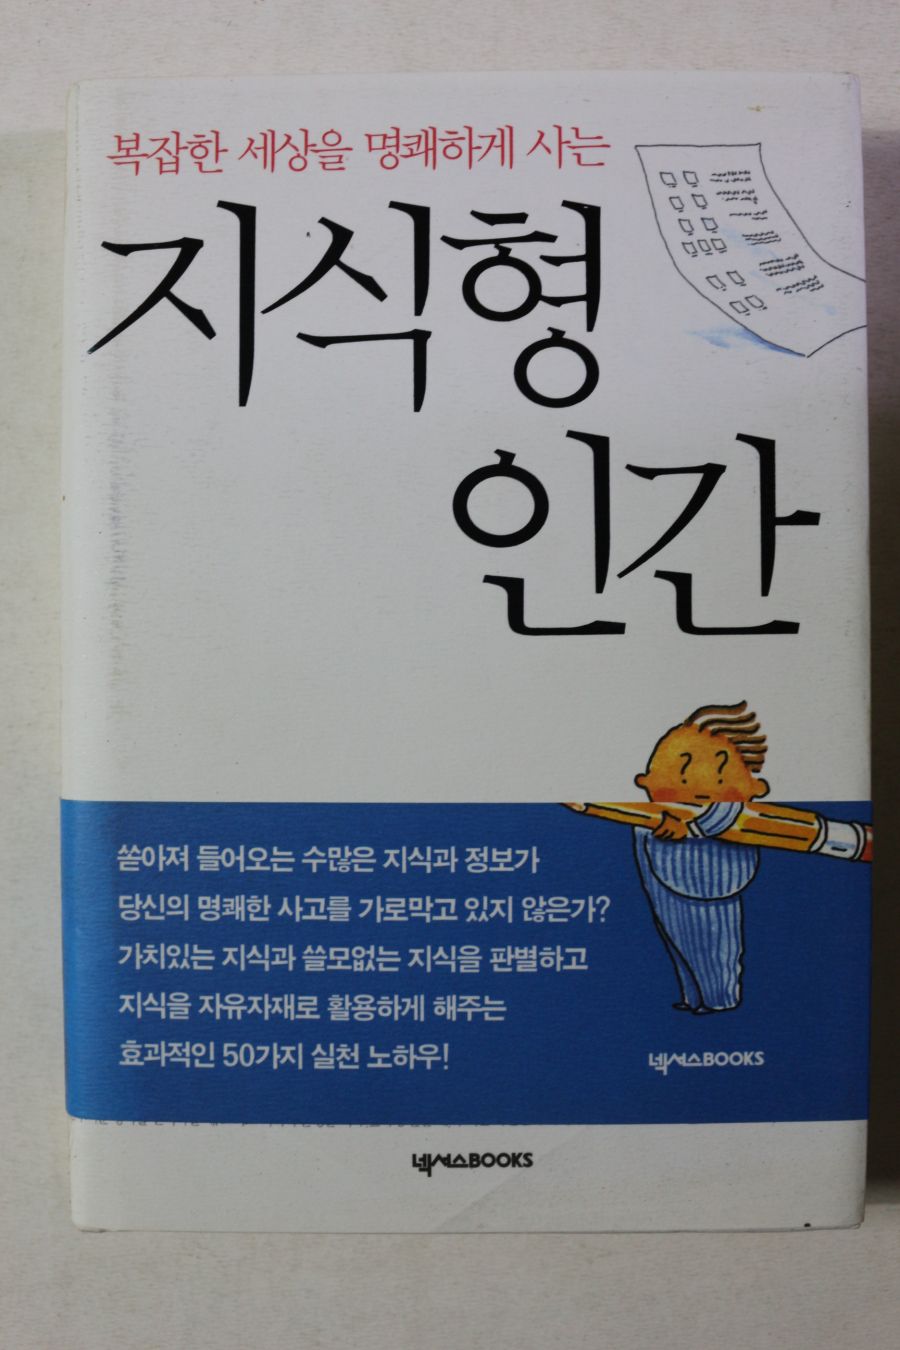 복잡한 세상을 명쾌하게 사는
지식형
인간
? ?
쏟아져 들어오는 수많은 지식과 정보가
당신의 명쾌한 사고를 가로막고 있지 않은가?
가치있는 지식과 쓸모없는 지식을 판별하고
지식을 자유자재로 활용하게 해주는
효과적인 50가지 실천 노하우!
넥서스BOOKS
넥서스BOOKS